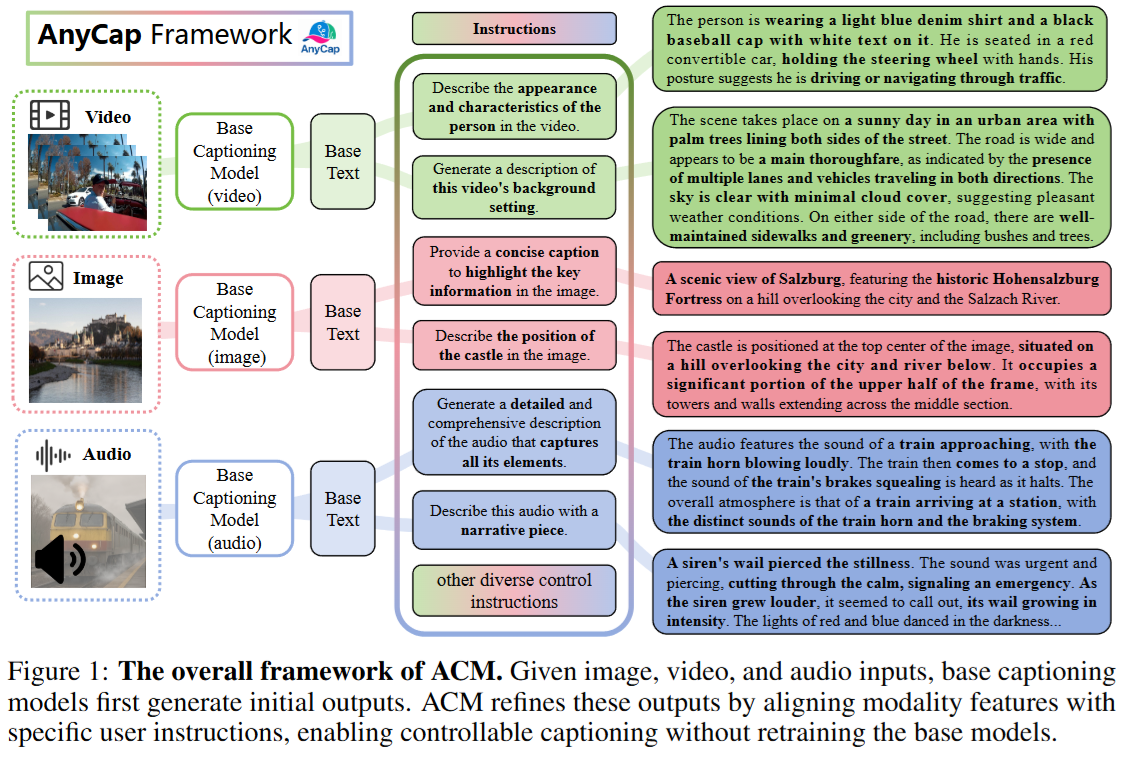 AnyCap Framework
AnyCap
Video
Base
Captioning
Model
(video)
Base
Text
Image
Base
Captioning
Model
(image)
Base
Text
Audio
Base
Captioning
Model
(audio)
Base
Text
Instructions
Describe the appearance
and characteristics of the
person in the video.
Generate a description of
this video's background
setting.
Provide a concise caption
to highlight the key
information in the image.
Describe the position of
the castle in the image.
Generate a detailed and
comprehensive description
of the audio that captures
all its elements.
Describe this audio with a
narrative piece.
other diverse control
instructions
The person is wearing a light blue denim shirt and a black
baseball cap with white text on it. He is seated in a red
convertible car, holding the steering wheel with hands. His
posture suggests he is driving or navigating through traffic.
The scene takes place on a sunny day in an urban area with
palm trees lining both sides of the street. The road is wide and
appears to be a main thoroughfare, as indicated by the presence
of multiple lanes and vehicles traveling in both directions. The
sky is clear with minimal cloud cover, suggesting pleasant
weather conditions. On either side of the road, there are well-
maintained sidewalks and greenery, including bushes and trees.
A scenic view of Salzburg, featuring the historic Hohensalzburg
Fortress on a hill overlooking the city and the Salzach River.
The castle is positioned at the top center of the image, situated on
a hill overlooking the city and river below. It occupies a
significant portion of the upper half of the frame, with its
towers and walls extending across the middle section.
The audio features the sound of a train approaching, with the
train horn blowing loudly. The train then comes to a stop, and
the sound of the train's brakes squealing is heard as it halts. The
overall atmosphere is that of a train arriving at a station, with
the distinct sounds of the train horn and the braking system.
A siren's wail pierced the stillness. The sound was urgent and
piercing, cutting through the calm, signaling an emergency. As
the siren grew louder, it seemed to call out, its wail growing in
intensity. The lights of red and blue danced in the darkness...
Figure 1: The overall framework of ACM. Given image, video, and audio inputs, base captioning
models first generate initial outputs. ACM refines these outputs by aligning modality features with
specific user instructions, enabling controllable captioning without retraining the base models.